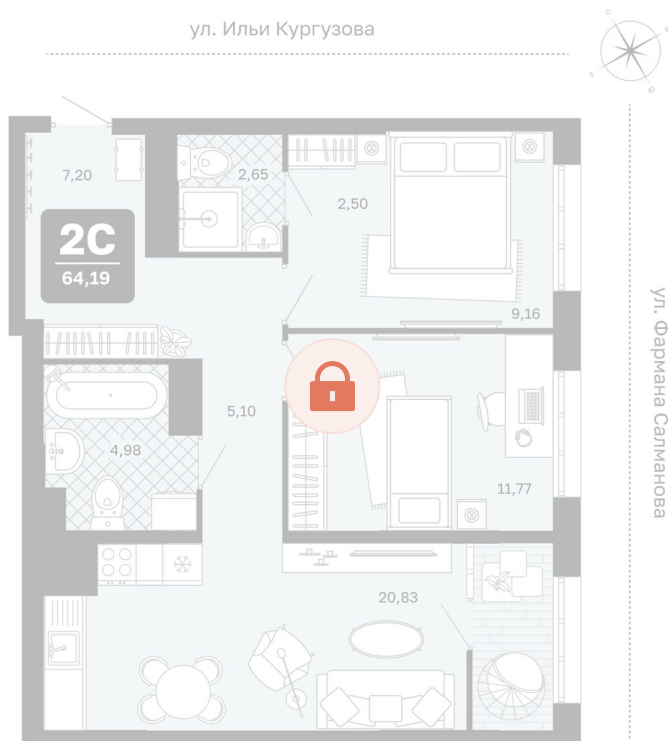 ул. Ильи Кургузова
С
В
З
Ю
7,20
2,65
2,50
2С
64,19
9,16
ул. Фармана Салманова
5,10
4,98
11,77
20,83